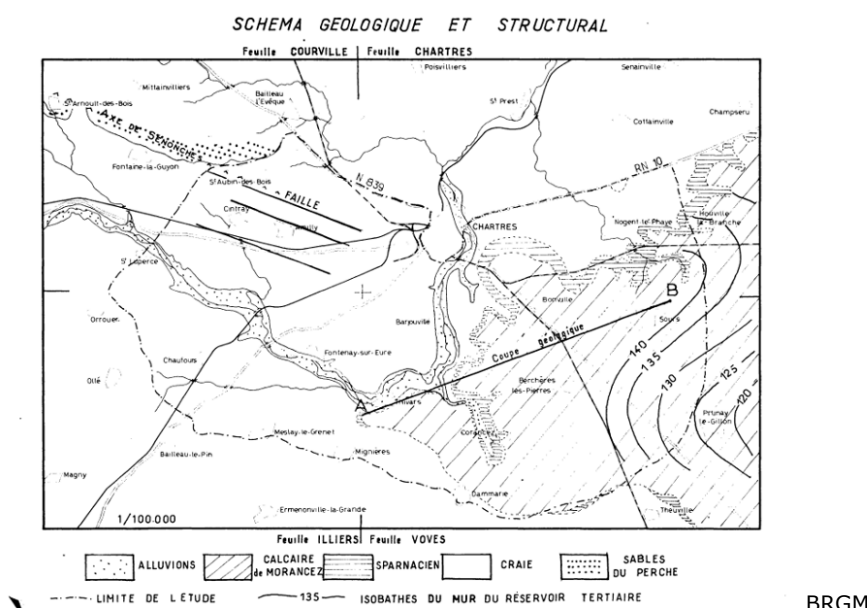 SCHEMA GEOLOGIQUE ET STRUCTURAL
Feuille COURVILLE Feuille CHARTRES
Poisvilliers
Senainville
Mittainvilliers
Bailleau
l'Evêque
St Arnoult-des-Bois
St Prest
Champseru
AXE DE SENONCHES
Coltainville
Fontaine-la-Guyon
RN 10
St Aubin-des-Bois
N 839
FAILLE
Cintray
Nogent-le-Phaye
Houville
la-Branche
CHARTRES
St Luperce
B
Bonville
Sours
Orrouer
Barjouville
Coupe géologique
140
135
130
125
120
Fontenay-sur-Eure
Chauffours
Ollé
Berchères
les-Pierres
A
Thivars
Prunay
le-Gillon
Meslay-le-Grenet
Corancez
Mignières
Bailleau-le-Pin
Magny
Dammarie
Ermenonville-la-Grande
Theuville
1/100.000
Feuille ILLIERS Feuille VOVES
ALLUVIONS
CALCAIRE
de MORANCEZ
SPARNACIEN
CRAIE
SABLES
DU PERCHE
LIMITE DE L'ETUDE
135
ISOBATHES DU MUR DU RÉSERVOIR TERTIAIRE
BRGM